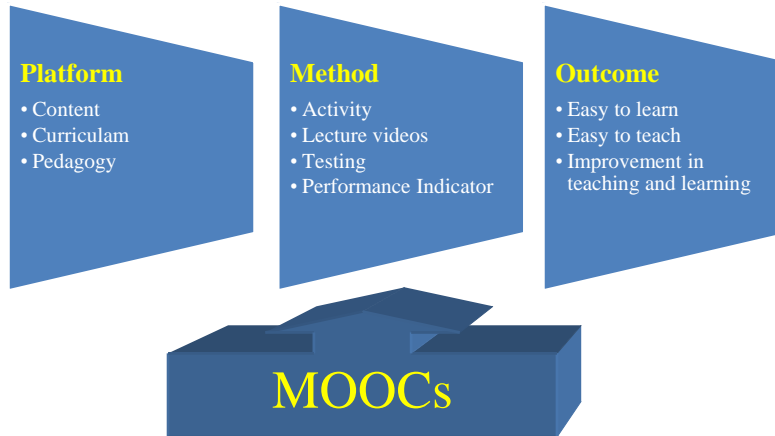 Platform
• Content
• Curriculam
• Pedagogy
Method
• Activity
• Lecture videos
• Testing
• Performance Indicator
Outcome
• Easy to learn
• Easy to teach
• Improvement in
teaching and learning
MOOCs